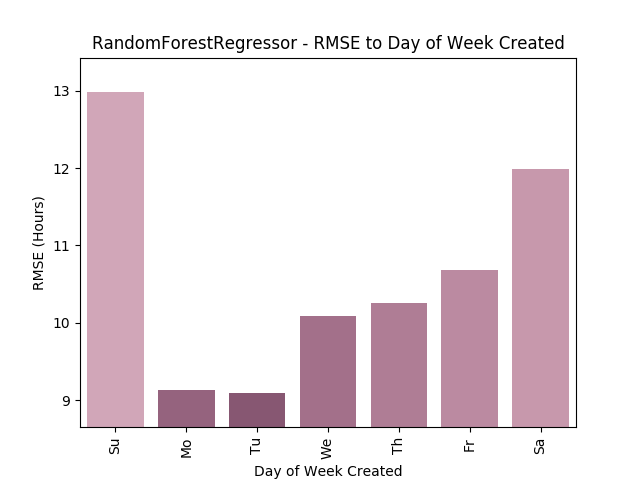 RandomForestRegressor - RMSE to Day of Week Created
13
12
11
10
9
RMSE (Hours)
Su
Mo
Tu
We
Th
Fr
Sa
Day of Week Created